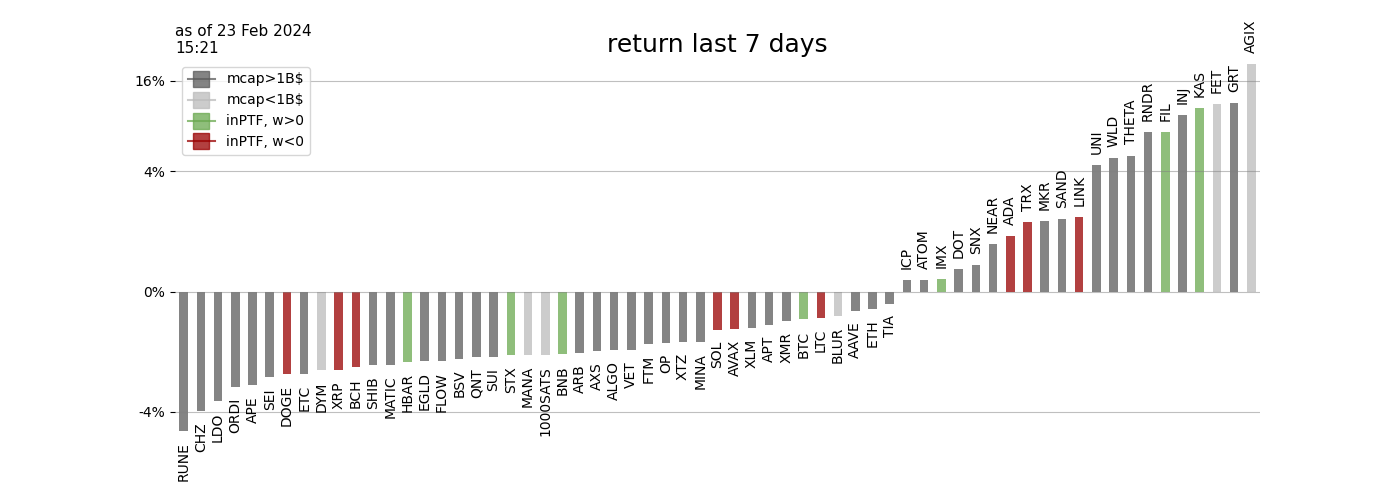 as of 23 Feb 2024
15:21
return last 7 days
mcap>1B$
mcap<1B$
inPTF, w>0
inPTF, w<0
16%
4%
0%
-4%
RUNE
CHZ
LDO
ORDI
APE
SEI
DOGE
ETC
DYM
XRP
BCH
SHIB
MATIC
HBAR
EGLD
FLOW
BSV
QNT
SUI
STX
MANA
1000SATS
BNB
ARB
AXS
ALGO
VET
FTM
OP
XTZ
MINA
SOL
AVAX
XLM
APT
XMR
BTC
LTC
BLUR
AAVE
ETH
TIA
ICP
ATOM
IMX
DOT
SNX
NEAR
ADA
TRX
MKR
SAND
LINK
UNI
WLD
THETA
RNDR
FIL
INJ
KAS
FET
GRT
AGIX